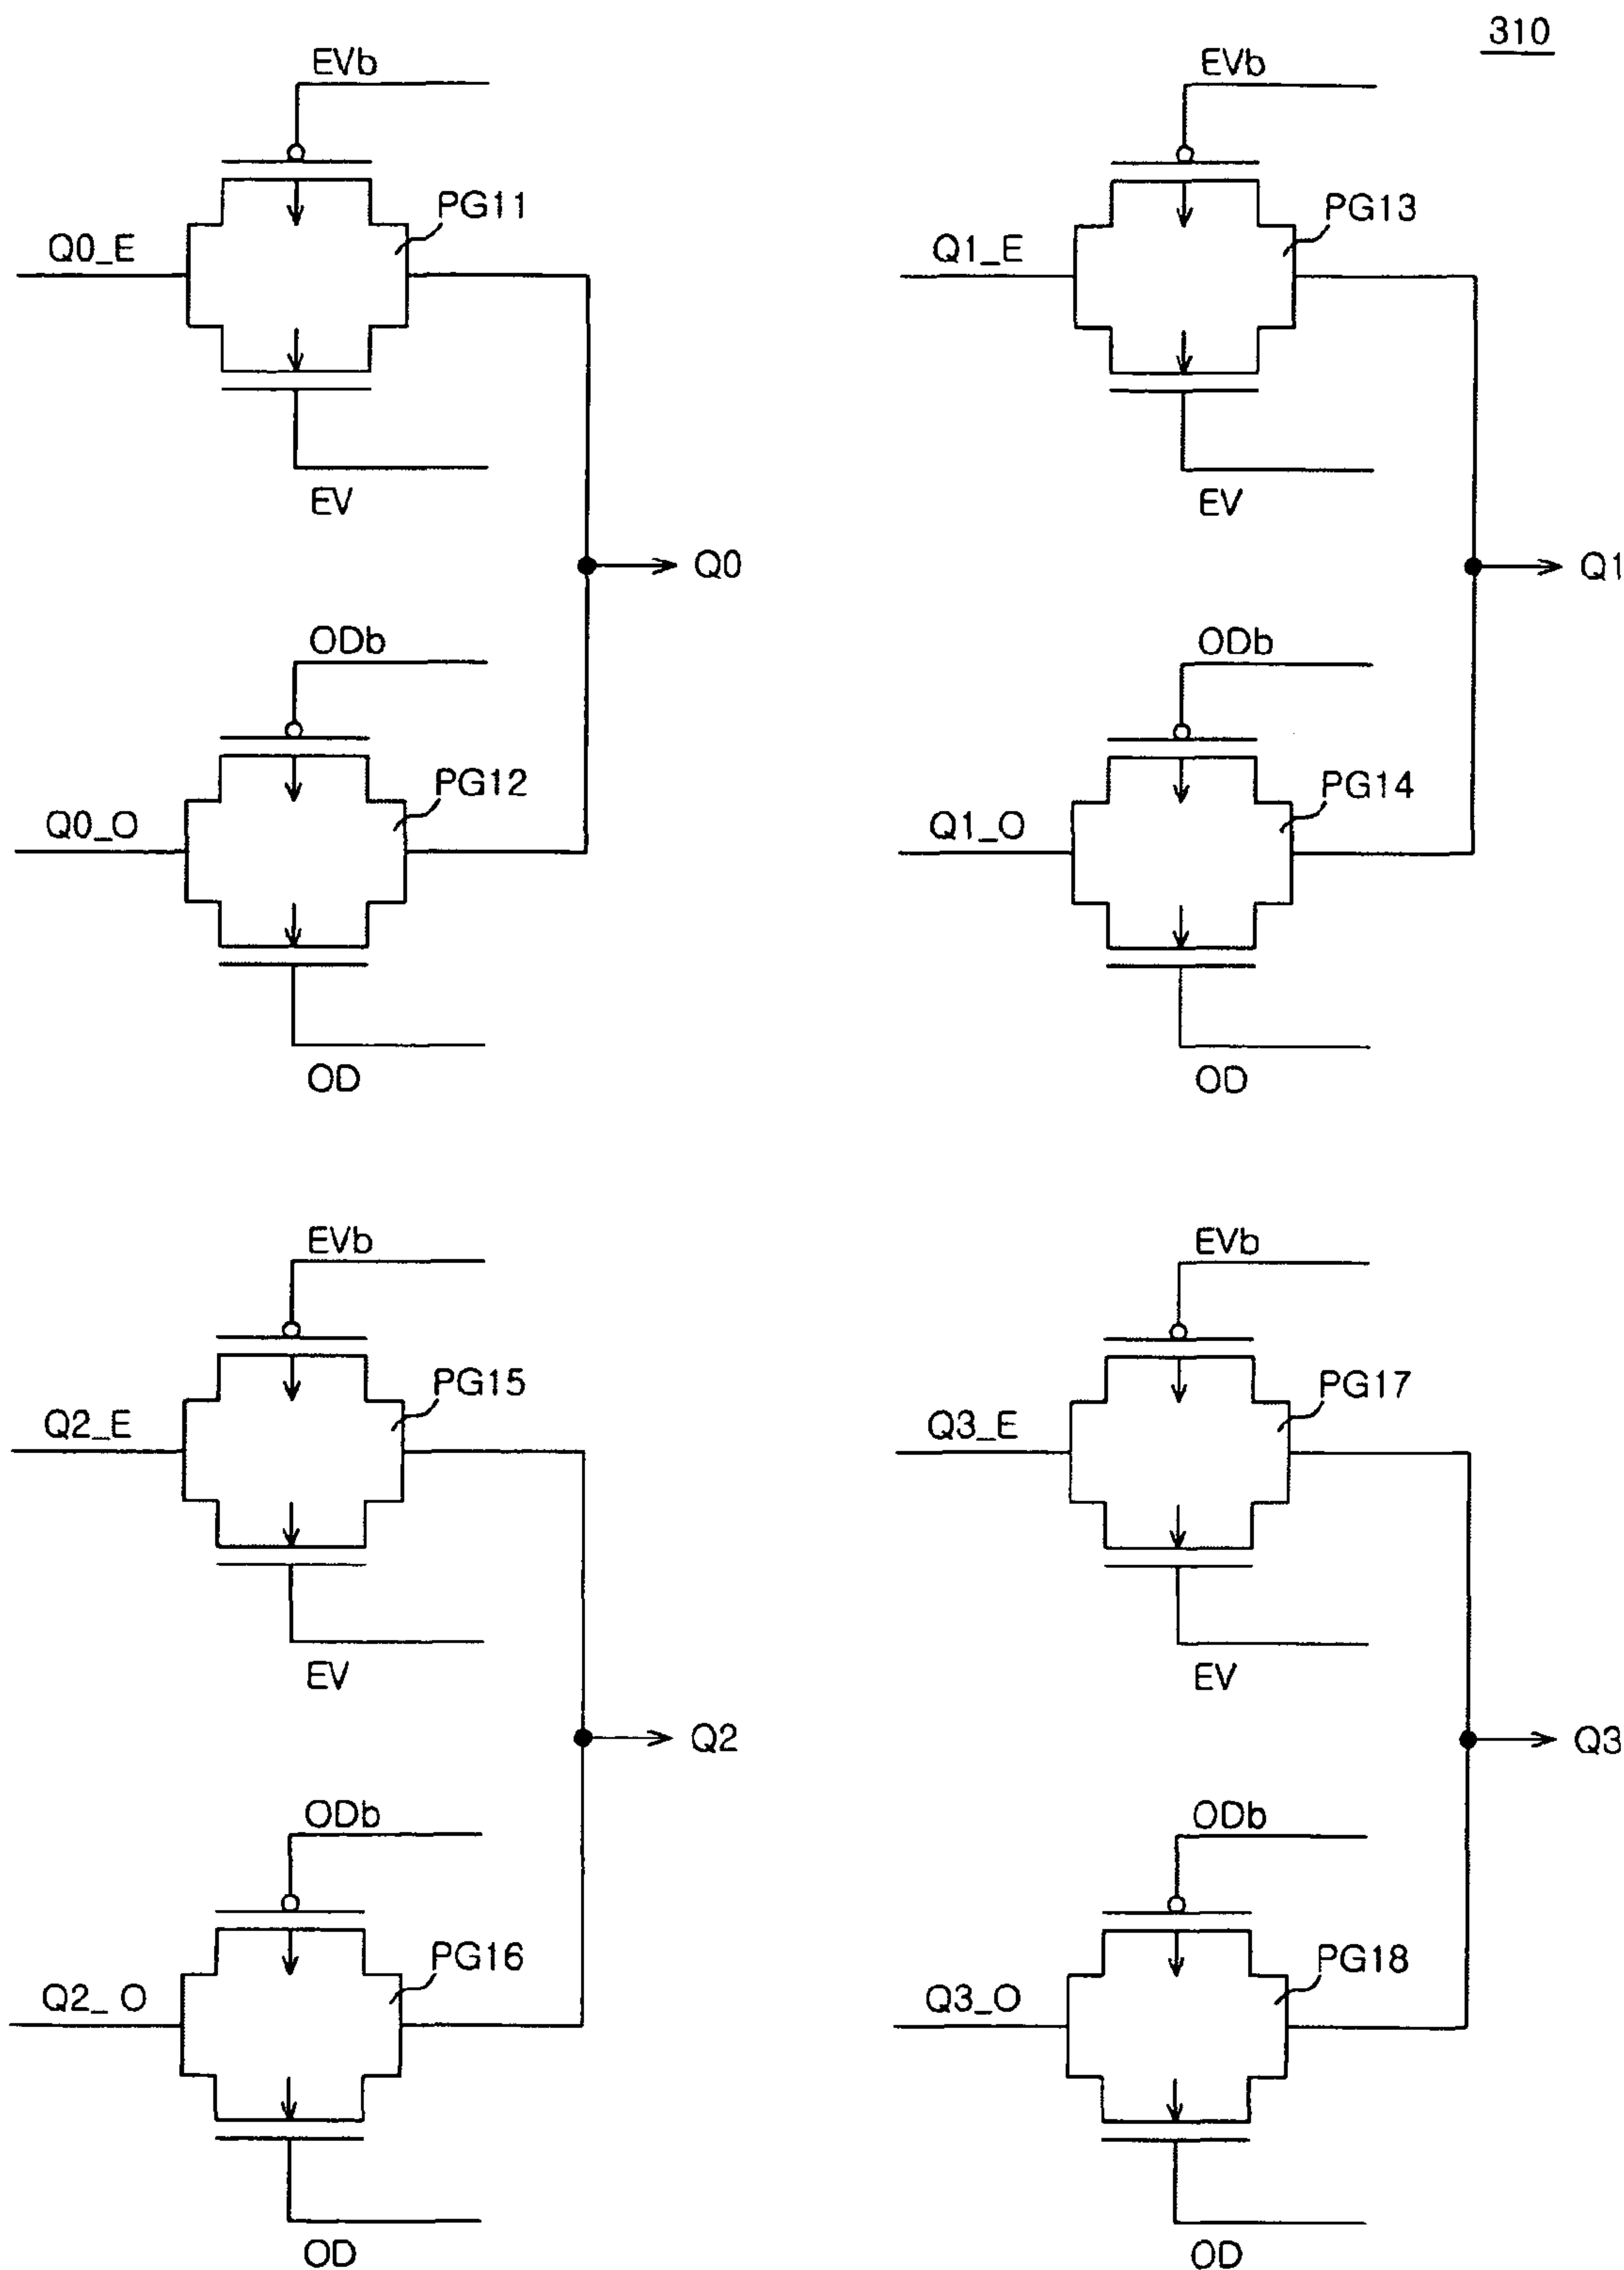 310
EVb
PG11
Q0_E
EV
Q0
ODb
PG12
Q0_O
OD
EVb
PG13
Q1_E
EV
Q1
ODb
PG14
Q1_O
OD
EVb
PG15
Q2_E
EV
Q2
ODb
PG16
Q2_ O
OD
EVb
PG17
Q3_E
EV
Q3
ODb
PG18
Q3_O
OD